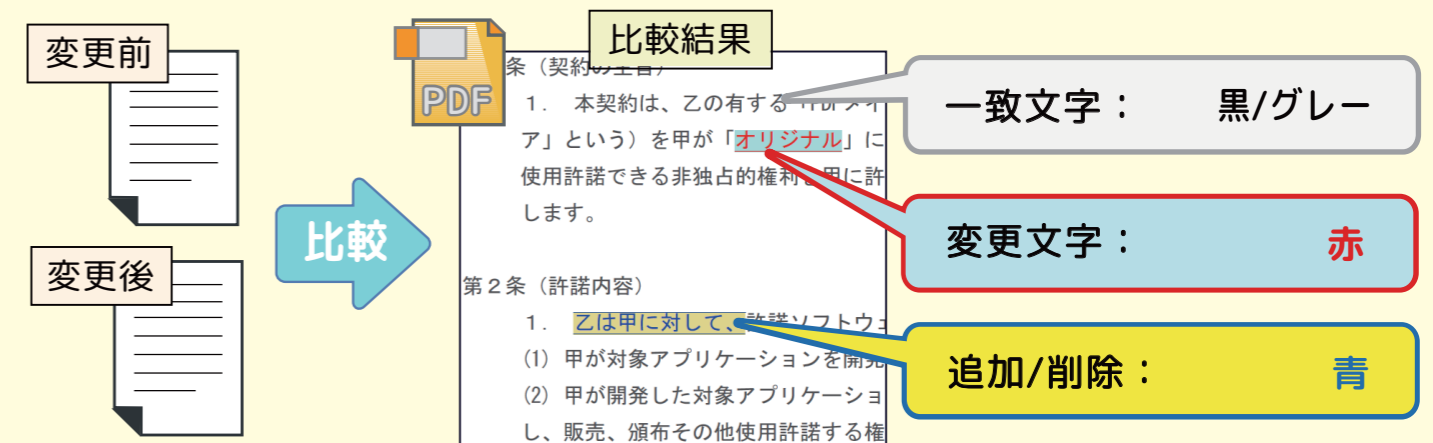 変更前
変更後
比較
PDF
比較結果
条（契約の主旨）
1. 本契約は、乙の有する
ア」という）を甲が「オリジナル」に
使用許諾できる非独占的権利を甲に許
します。
第２条（許諾内容）
1. 乙は甲に対して、許諾ソフトウェ
(1) 甲が対象アプリケーションを開発
(2) 甲が開発した対象アプリケーショ
し、販売、頒布その他使用許諾する権
一致文字： 黒/グレー
変更文字： 赤
追加/削除： 青